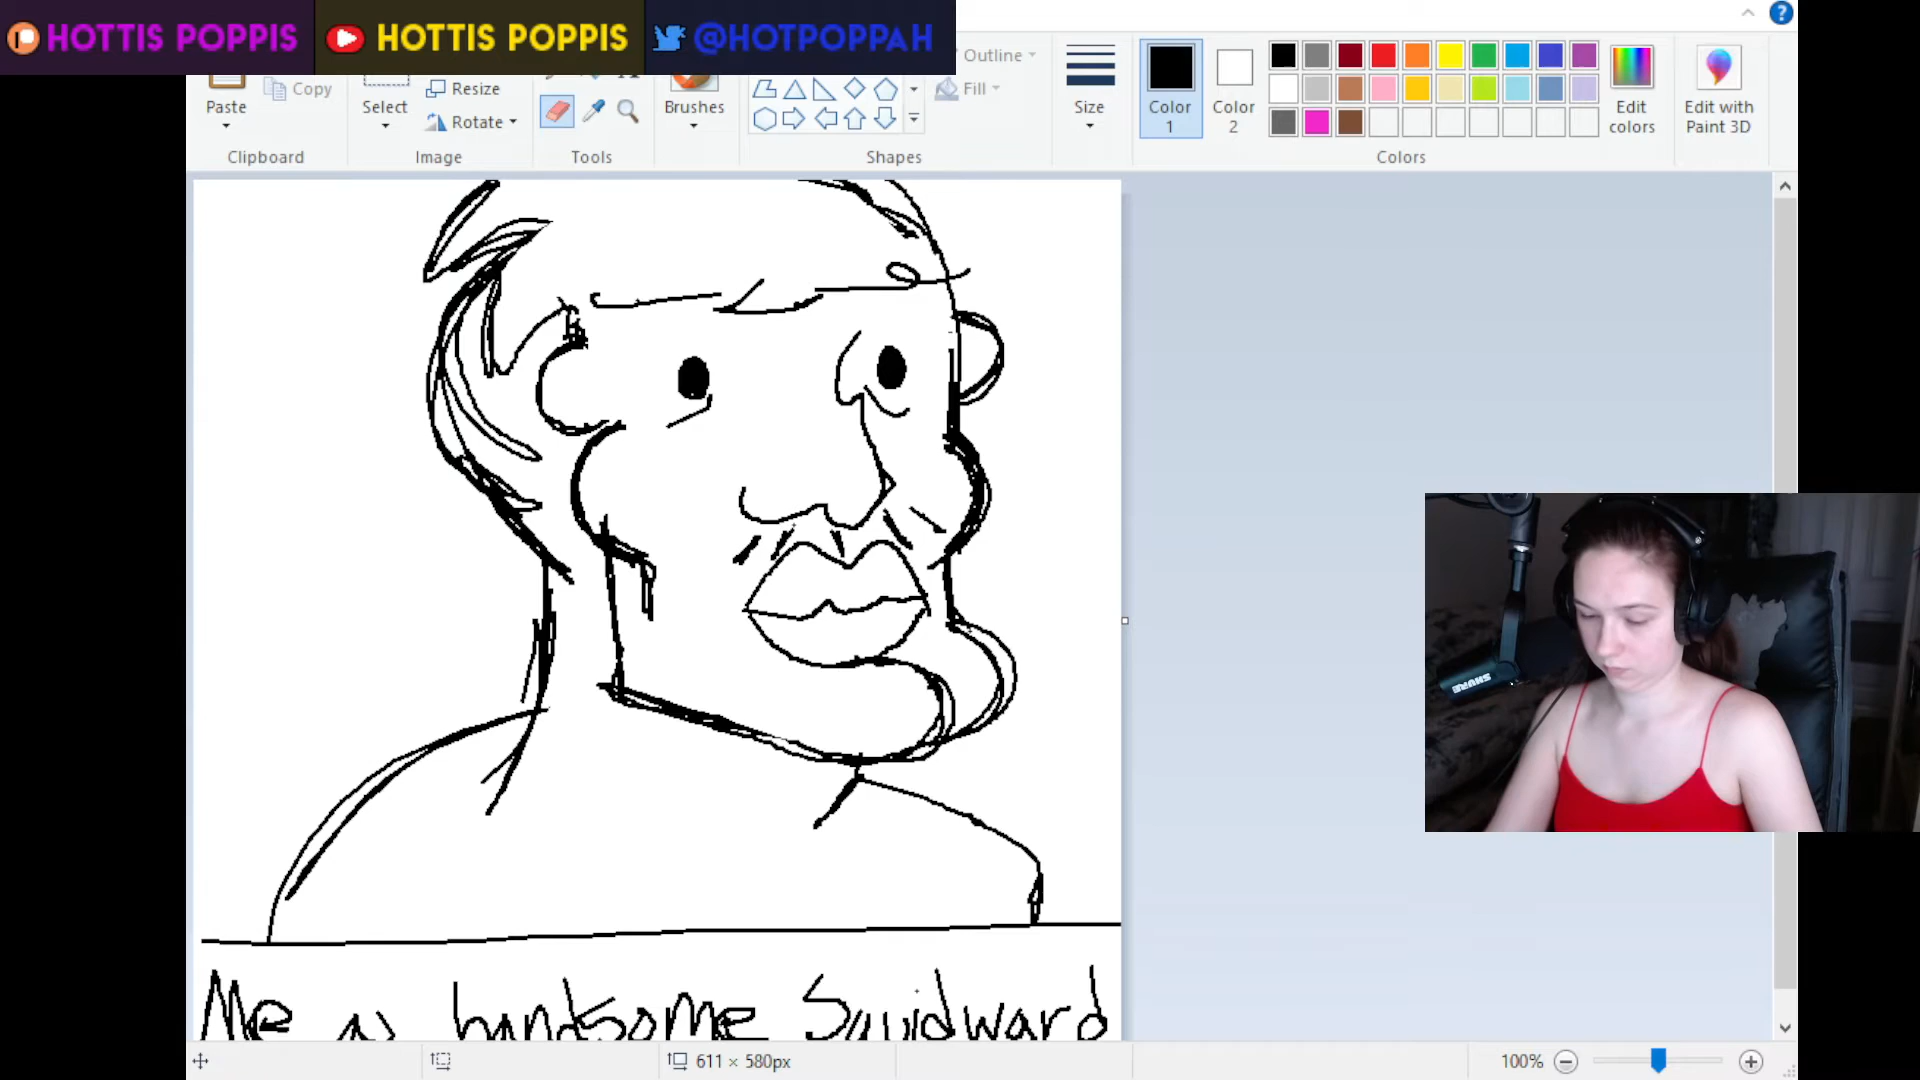 HOTTIS POPPIS HOTTIS POPPIS @HOTPOPPAH
Outline
Paste Copy Select Resize Brushes Fill Size Color 1 Color 2 Edit colors Edit with Paint 3D
Rotate
Clipboard Image Tools Shapes Colors
SHURE
Me as handsome Squidward
611 × 580px 100%